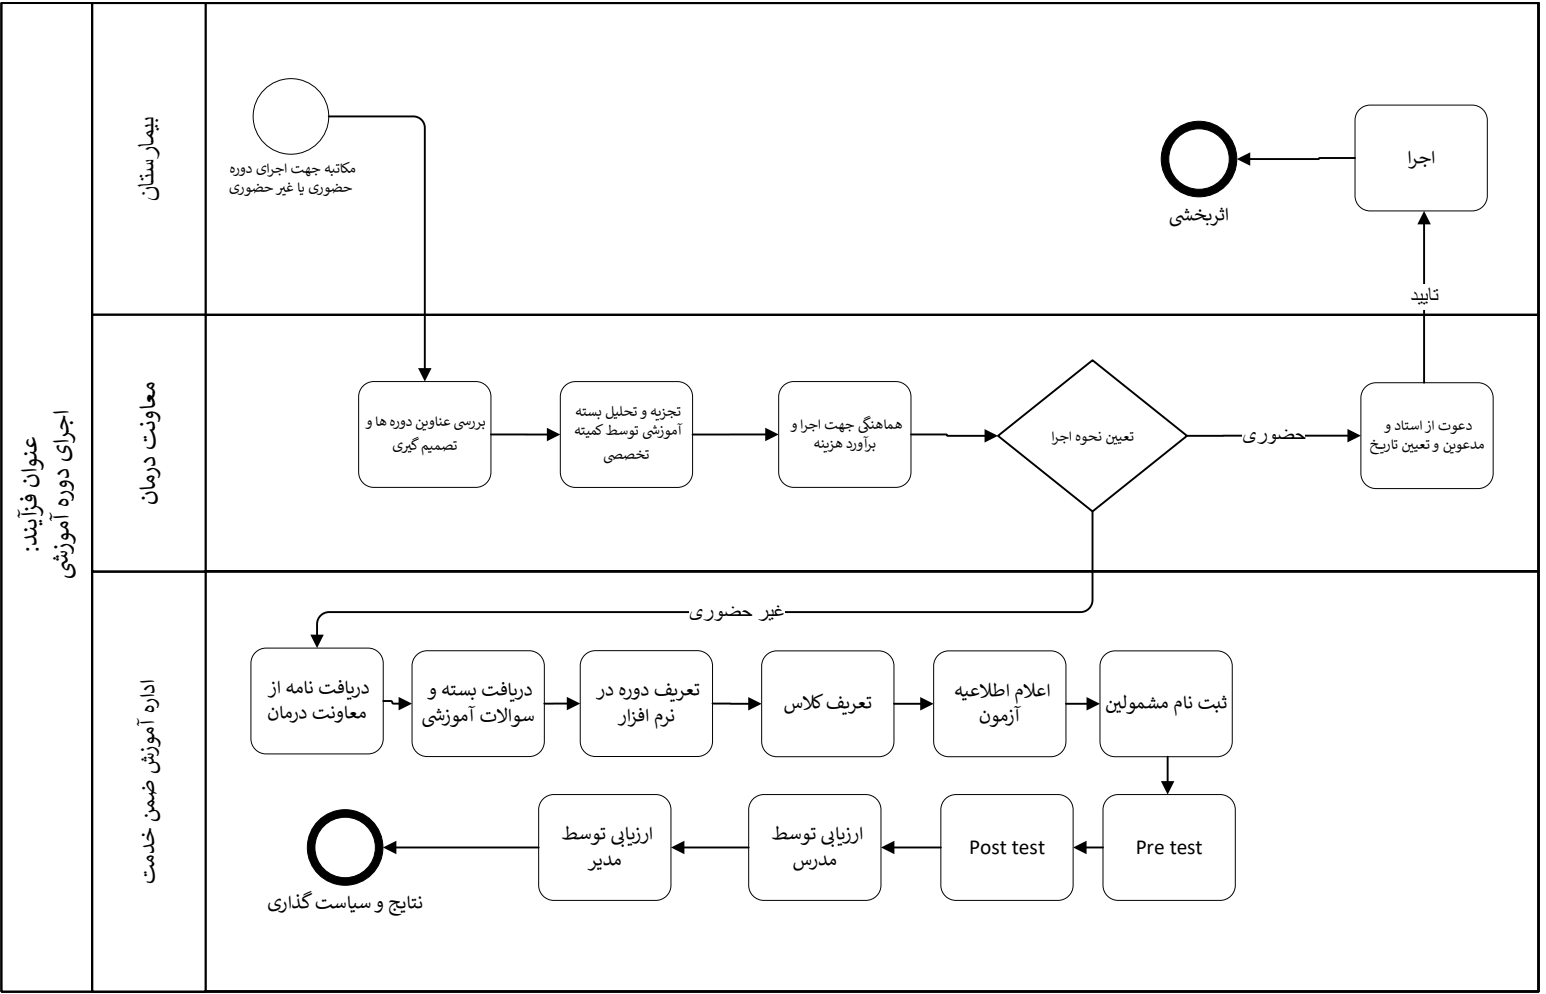 عنوان فرآیند:
اجرای دوره آموزشی
بیمارستان
مکاتبه جهت اجرای دوره
حضوری یا غیر حضوری
اجرا
اثربخشی
تایید
معاونت درمان
بررسی عناوین دوره ها و
تصمیم گیری
تجزیه و تحلیل بسته
آموزشی توسط کمیته
تخصصی
هماهنگی جهت اجرا و
برآورد هزینه
تعیین نحوه اجرا
حضوری
دعوت از استاد و
مدعوین و تعیین تاریخ
اداره آموزش ضمن خدمت
غیر حضوری
دریافت نامه از
معاونت درمان
دریافت بسته و
سوالات آموزشی
تعریف دوره در
نرم افزار
تعریف کلاس
اعلام اطلاعیه
آزمون
ثبت نام مشمولین
Pre test
Post test
ارزیابی توسط
مدرس
ارزیابی توسط
مدیر
نتایج و سیاست گذاری